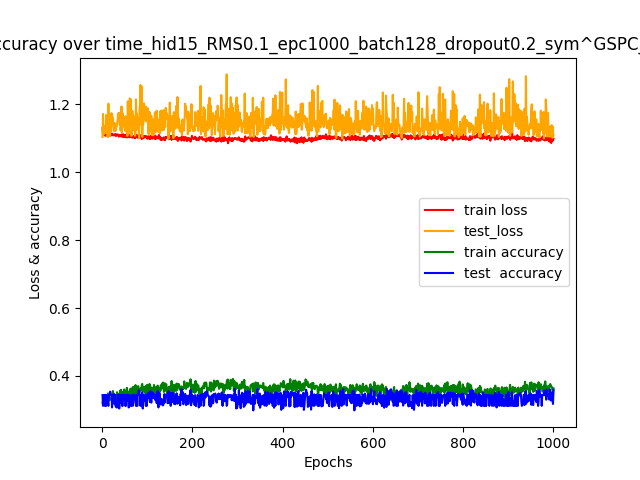 ccuracy over time_hid15_RMS0.1_epc1000_batch128_dropout0.2_sym^GSPC_
1.2
1.0
0.8
0.6
0.4
Loss & accuracy
train loss
test_loss
train accuracy
test  accuracy
0
200
400
600
800
1000
Epochs